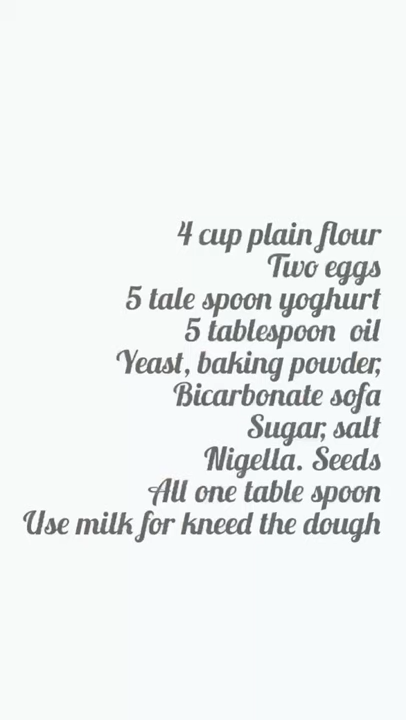 4 cup plain flour
Two eggs
5 tale spoon yoghurt
5 tablespoon oil
Yeast, baking powder,
Bicarbonate sofa
Sugar, salt
Nigella. Seeds
All one table spoon
Use milk for kneed the dough